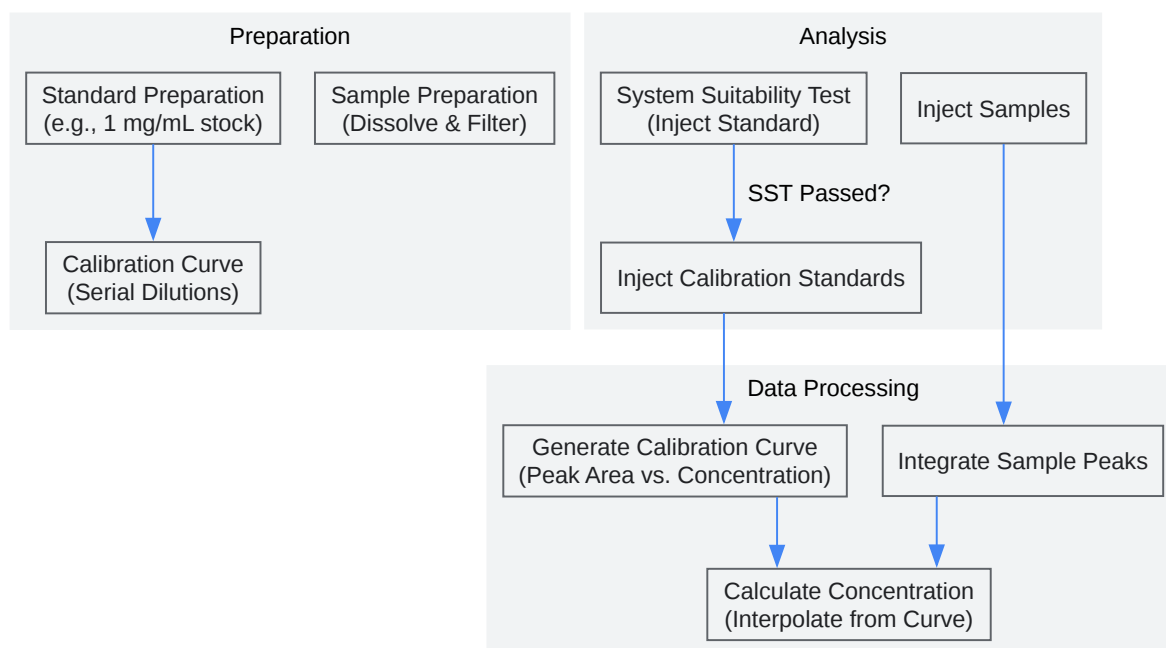 Preparation
Standard Preparation
(e.g., 1 mg/mL stock)
Sample Preparation
(Dissolve & Filter)
Calibration Curve
(Serial Dilutions)
Analysis
System Suitability Test
(Inject Standard)
Inject Samples
SST Passed?
Inject Calibration Standards
Data Processing
Generate Calibration Curve
(Peak Area vs. Concentration)
Integrate Sample Peaks
Calculate Concentration
(Interpolate from Curve)